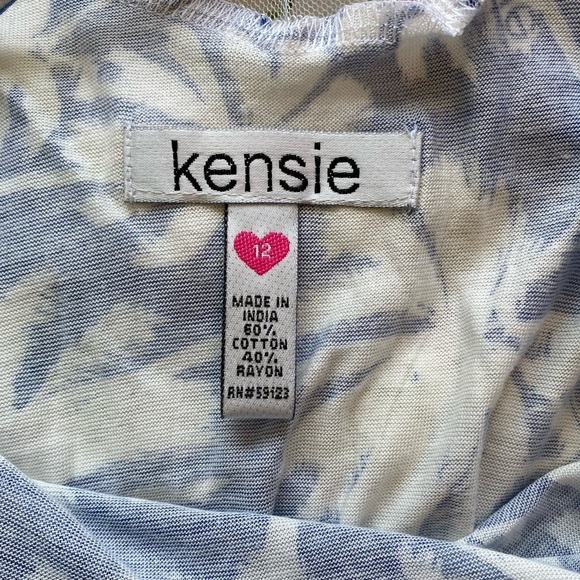 kensie
12
MADE IN
INDIA
60%
COTTON
40%
RAYON
RN#59123